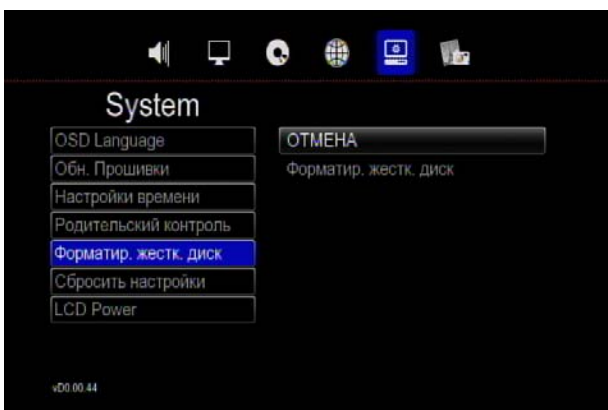 System
OSD Language
Обн. Прошивки
Настройки времени
Родительский контроль
Форматир. жестк. диск
Сбросить настройки
LCD Power
ОТМЕНА
Форматир. жестк. диск
vD0.00.44